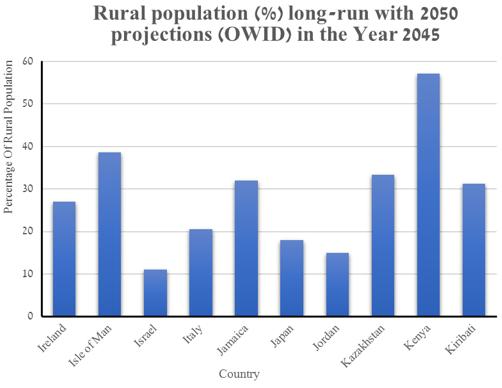 Rural population (%) long-run with 2050
projections (OWID) in the Year 2045
Percentage Of Rural Population
60
50
40
30
20
10
0
Ireland
Isle of Man
Israel
Italy
Jamaica
Japan
Jordan
Kazakhstan
Kenya
Kiribati
Country